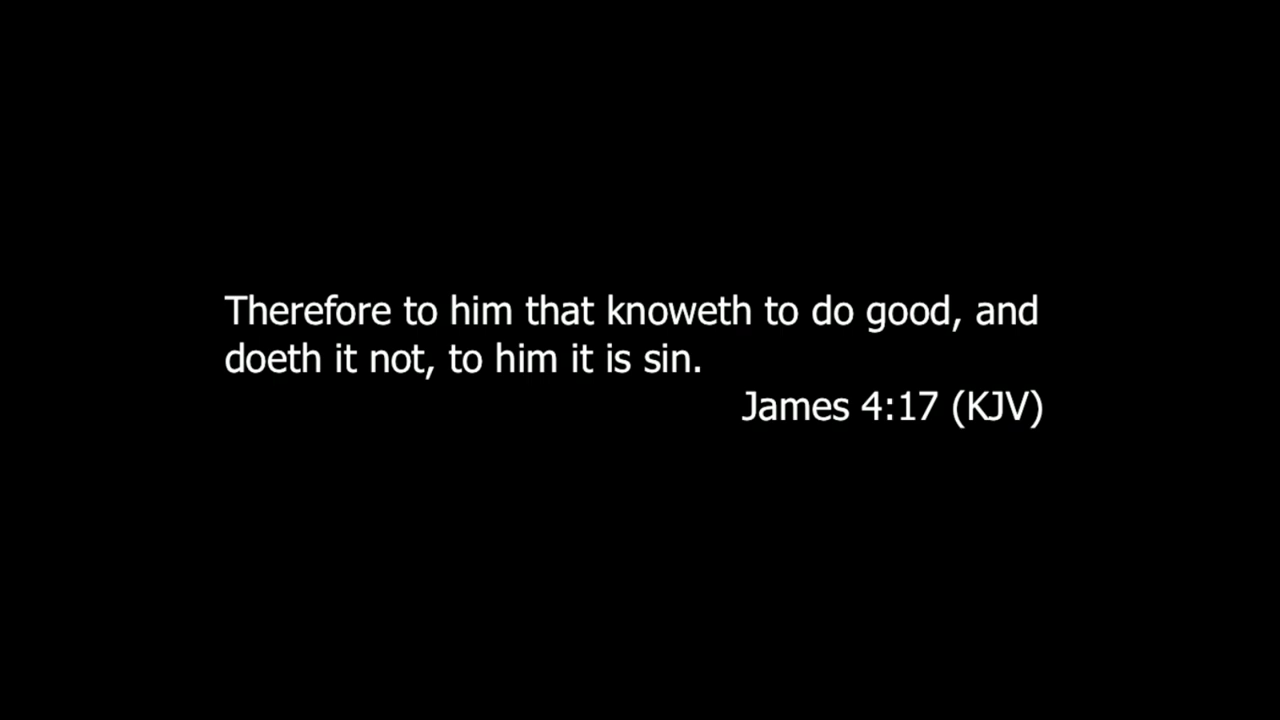 Therefore to him that knoweth to do good, and
doeth it not, to him it is sin.
James 4:17 (KJV)